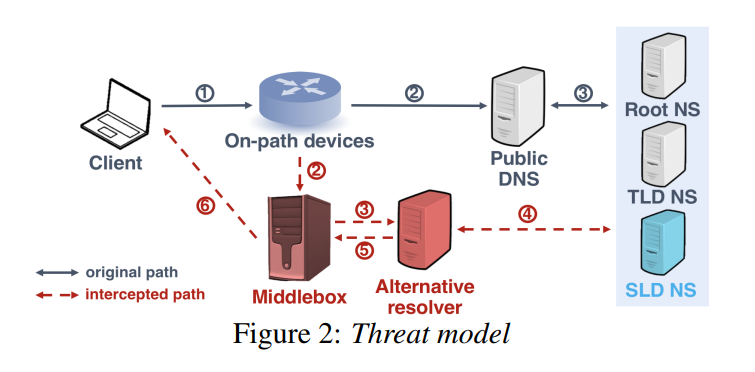 ① ② ③
Root NS
Client
On-path devices
Public
DNS
②
TLD NS
⑥ ③ ④
⑤
original path
intercepted path
Middlebox
Alternative
resolver
SLD NS
Figure 2: Threat model